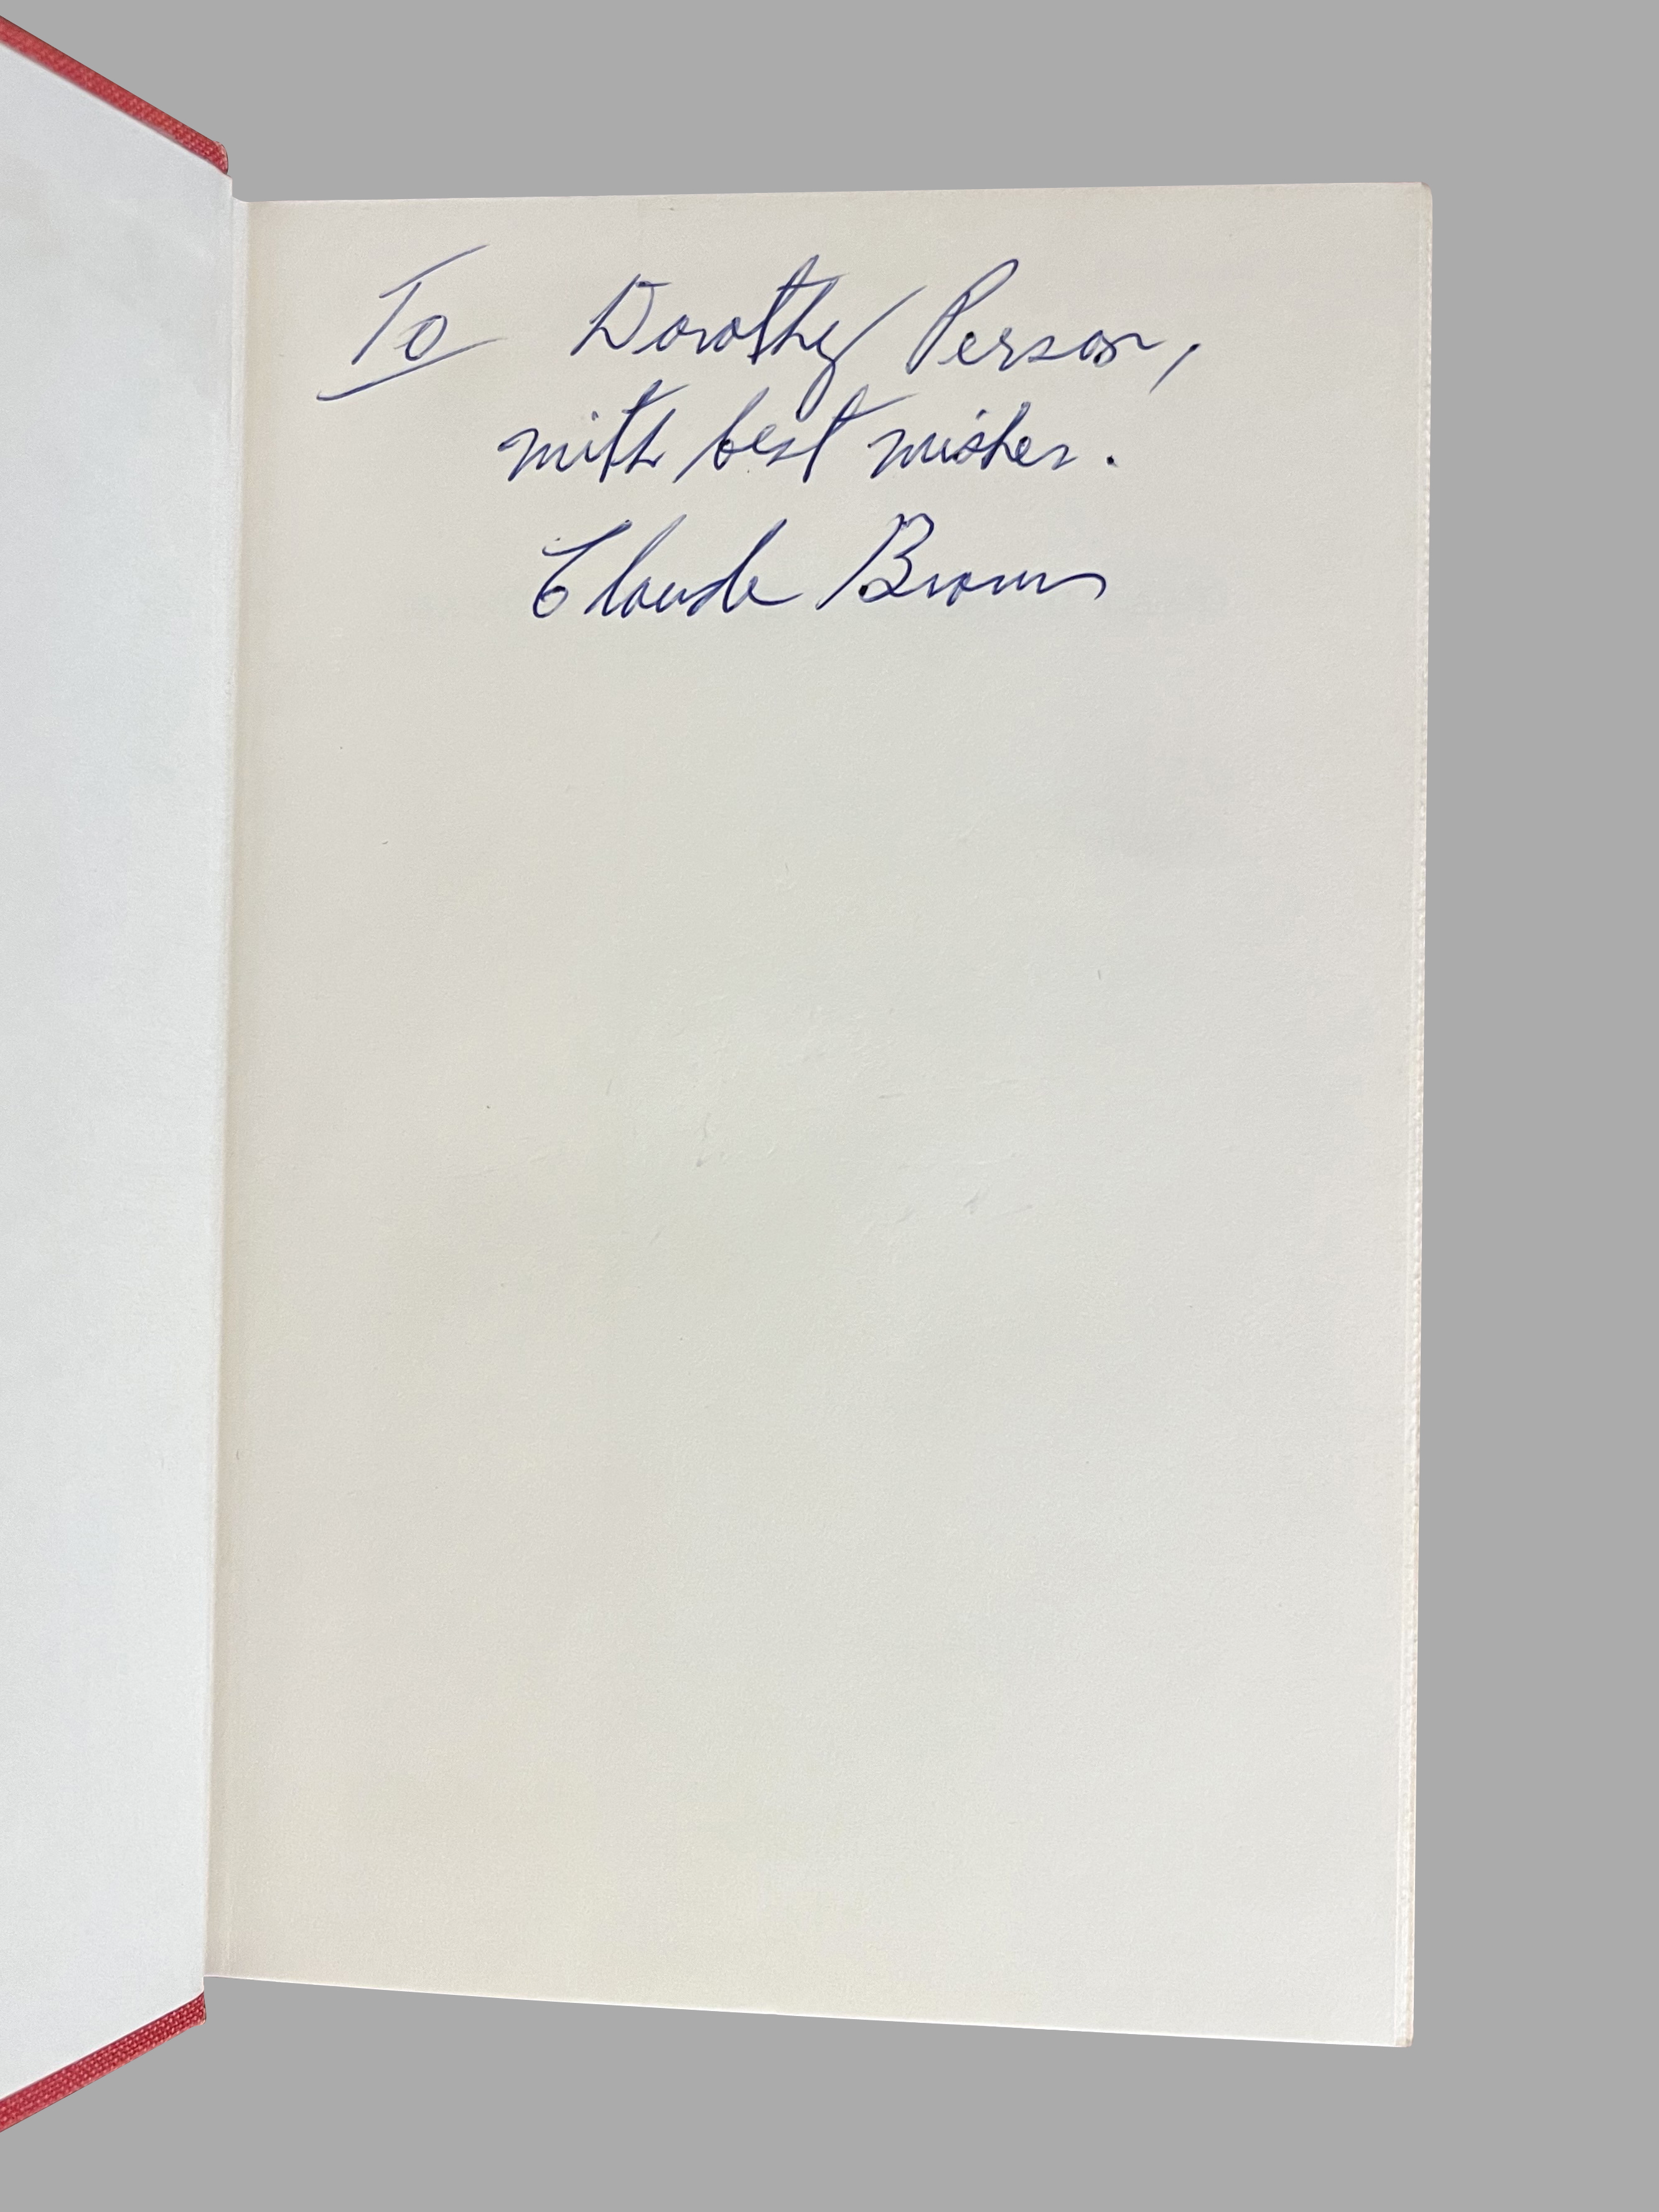 To Dorothy Person,
with best wishes.
Claude Brown